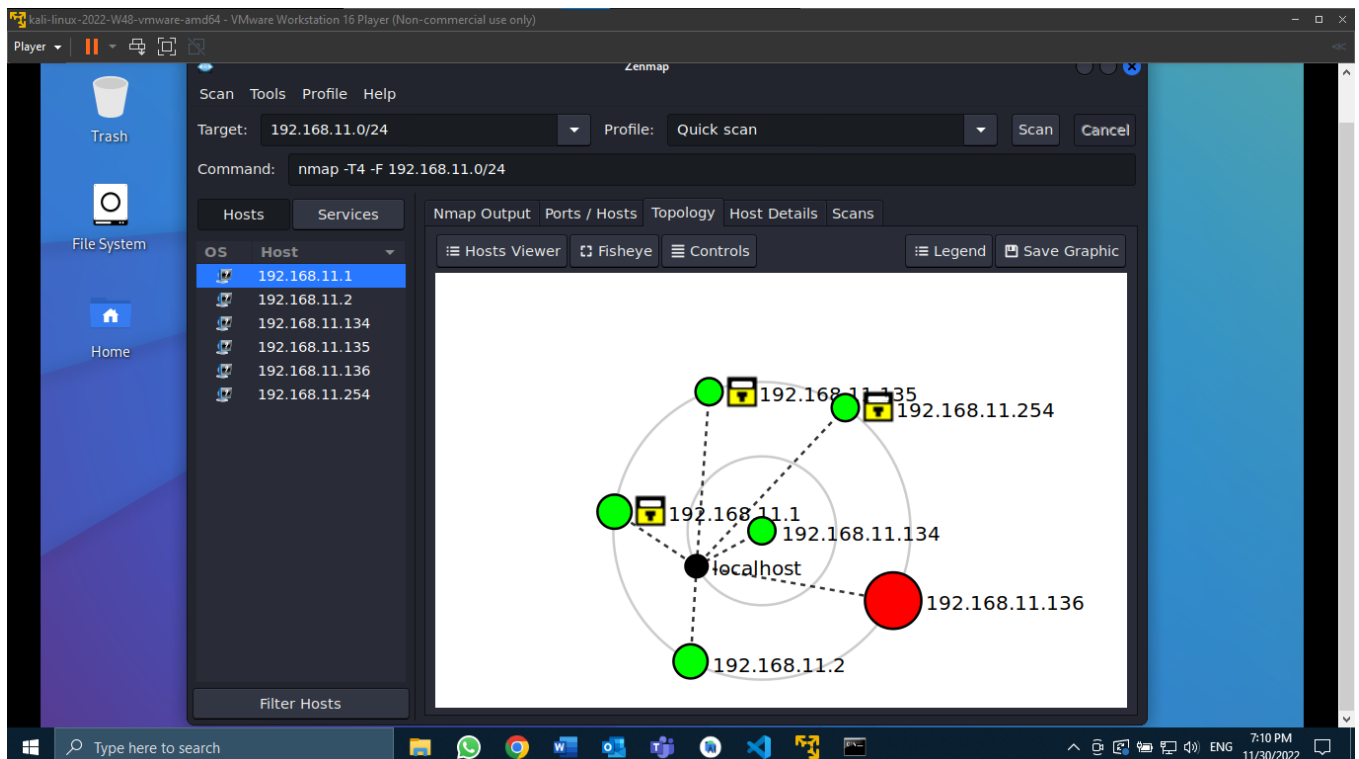 kali-linux-2022-W48-vmware-amd64 - VMware Workstation 16 Player (Non-commercial use only)
Player
Zenmap
Trash
File System
Home
Scan Tools Profile Help
Target: 192.168.11.0/24 Profile: Quick scan Scan Cancel
Command: nmap -T4 -F 192.168.11.0/24
Hosts Services
OS Host
192.168.11.1
192.168.11.2
192.168.11.134
192.168.11.135
192.168.11.136
192.168.11.254
Filter Hosts
Nmap Output Ports / Hosts Topology Host Details Scans
Hosts Viewer Fisheye Controls Legend Save Graphic
192.168.11.135
192.168.11.254
192.168.11.1
192.168.11.134
localhost
192.168.11.136
192.168.11.2
Type here to search
ENG
7:10 PM
11/30/2022